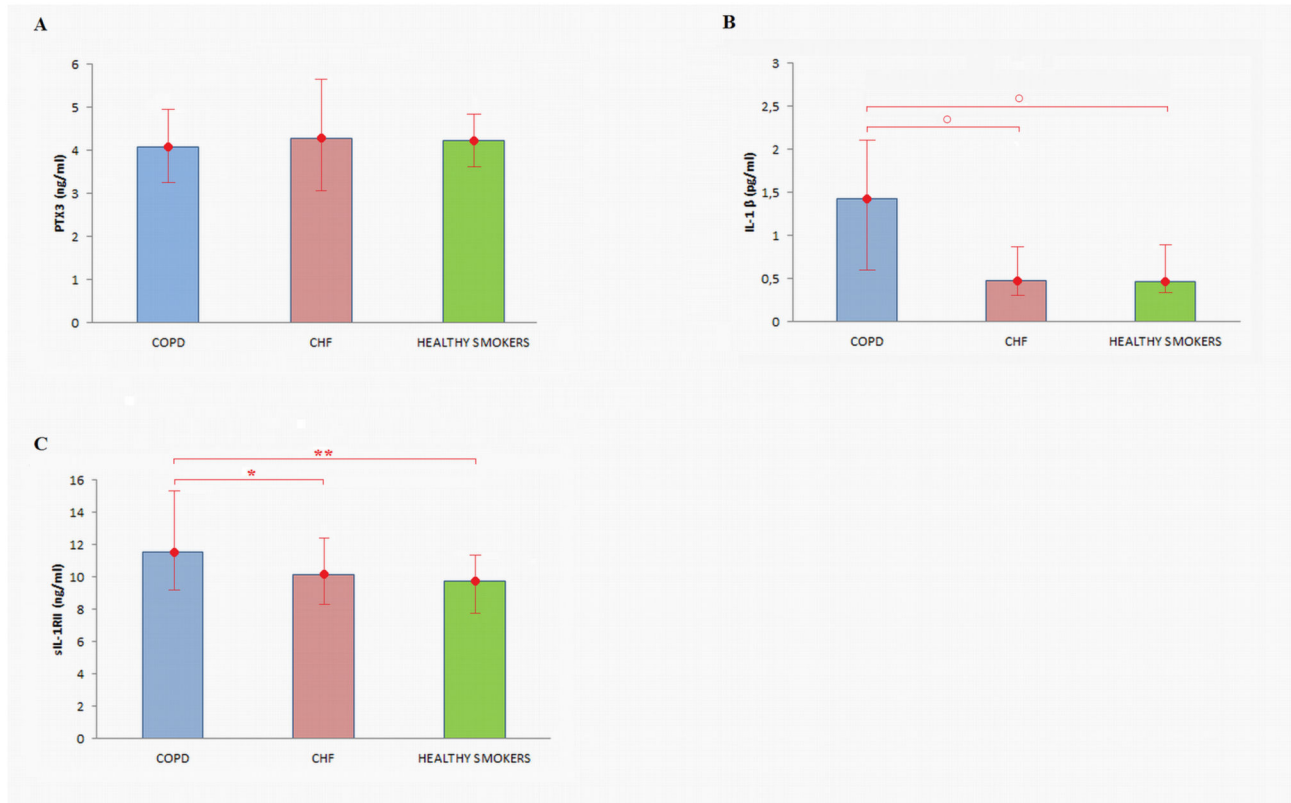 A
PTX3 (ng/ml)
6
5
4
3
2
1
0
COPD CHF HEALTHY SMOKERS
B
IL-1 β (pg/ml)
3
2,5
2
1,5
1
0,5
0
COPD CHF HEALTHY SMOKERS
C
**
*
sIL-1RII (ng/ml)
16
14
12
10
8
6
4
2
0
COPD CHF HEALTHY SMOKERS